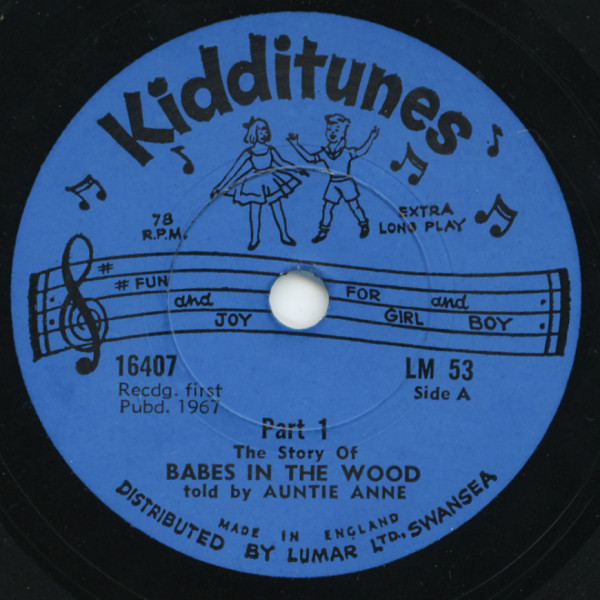 Kidditunes
78
R.P.M.
EXTRA
LONG PLAY
FUN and JOY FOR GIRL and BOY
16407
Recdg. first
Pubd. 1967
LM 53
Side A
Part 1
The Story Of
BABES IN THE WOOD
told by AUNTIE ANNE
MADE IN ENGLAND
DISTRIBUTED BY LUMAR LTD., SWANSEA